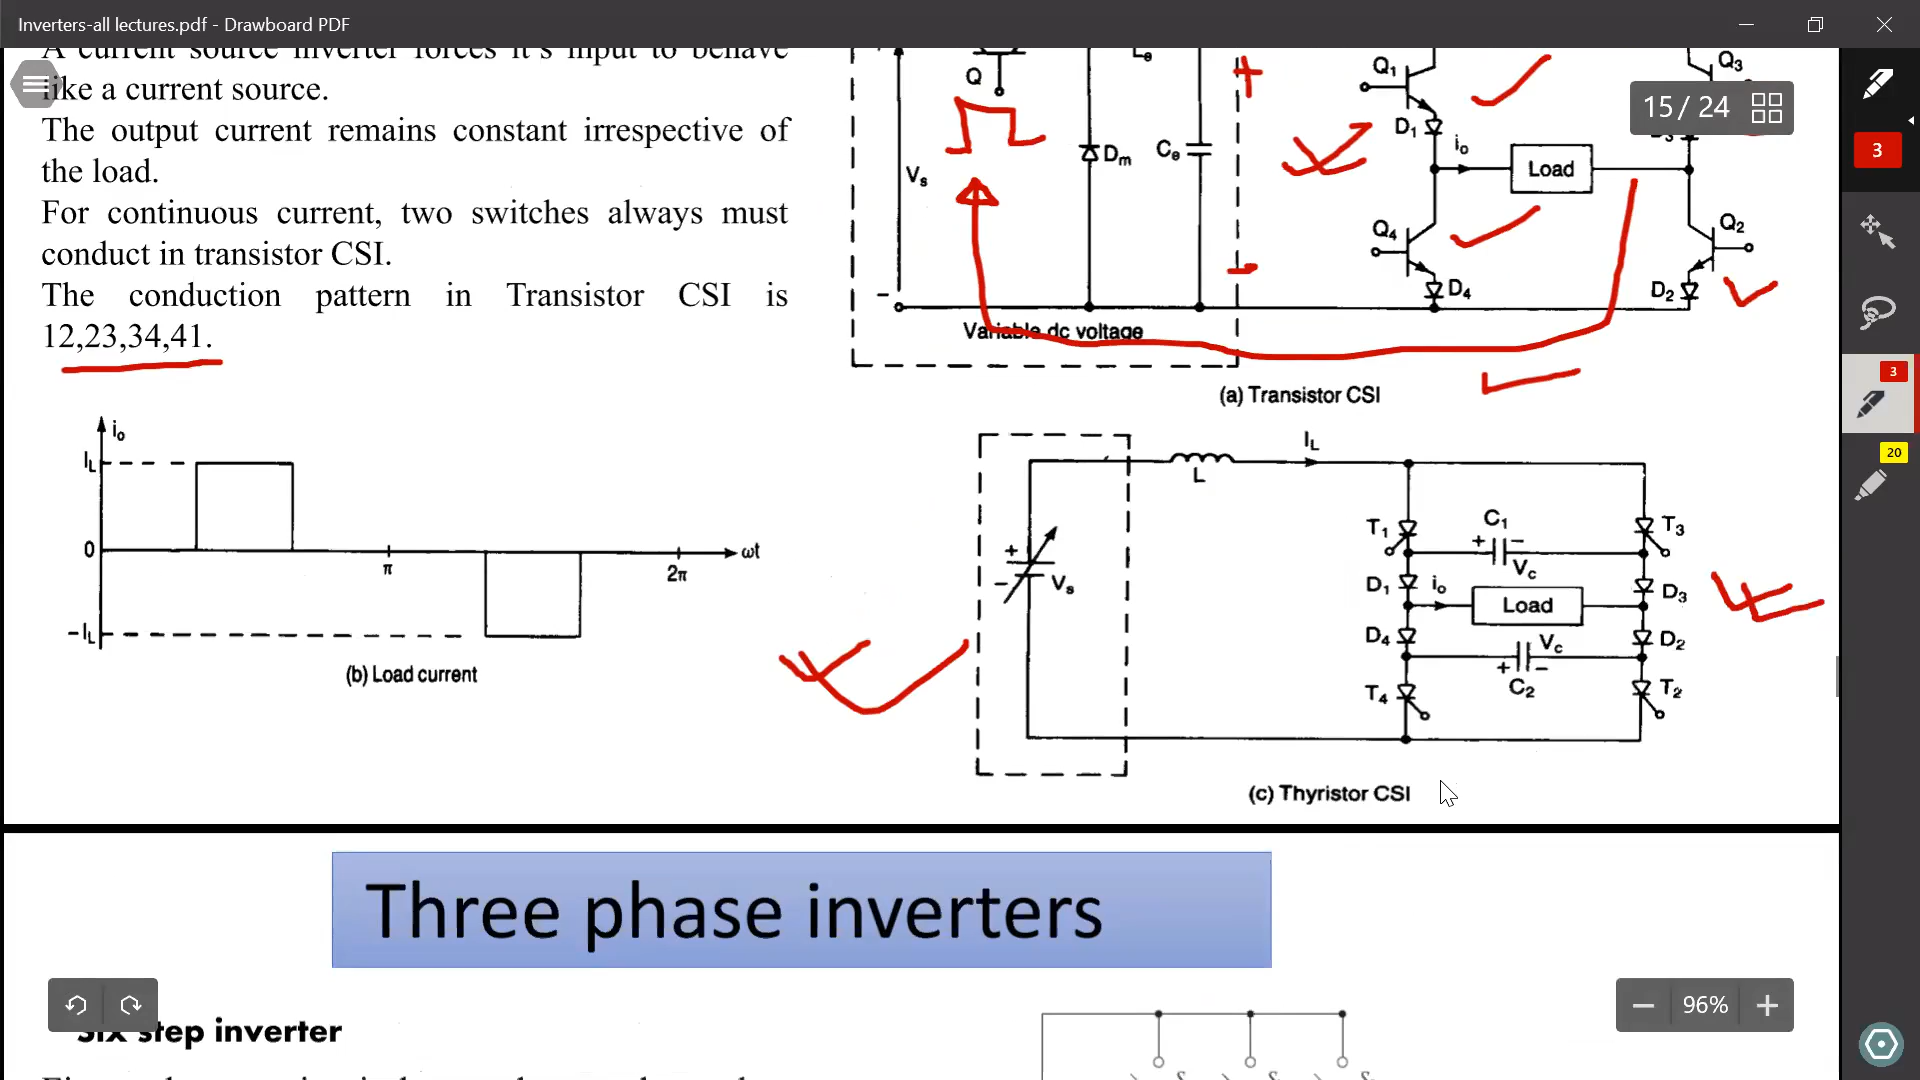 Inverters-all lectures.pdf - Drawboard PDF
A current source inverter forces it's input to behave
like a current source.
The output current remains constant irrespective of
the load.
For continuous current, two switches always must
conduct in transistor CSI.
The conduction pattern in Transistor CSI is
12,23,34,41.
Q
Vs
Dm
Le
Ce
+
-
-
Variable dc voltage
Q1
D1
io
Load
Q3
D3
Q4
D4
Q2
D2
(a) Transistor CSI
15 / 24
3
3
20
io
IL
0
π
2π
ωt
-IL
(b) Load current
+
-
Vs
L
IL
T1
C1
+ -
Vc
T3
D1
io
Load
D3
D4
Vc
D2
+ -
C2
T4
T2
(c) Thyristor CSI
Three phase inverters
Six step inverter
96%